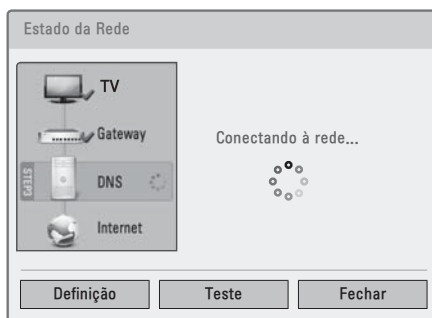 Estado da Rede
TV
Gateway
STEP3
DNS
Internet
Conectando à rede...
Definição
Teste
Fechar